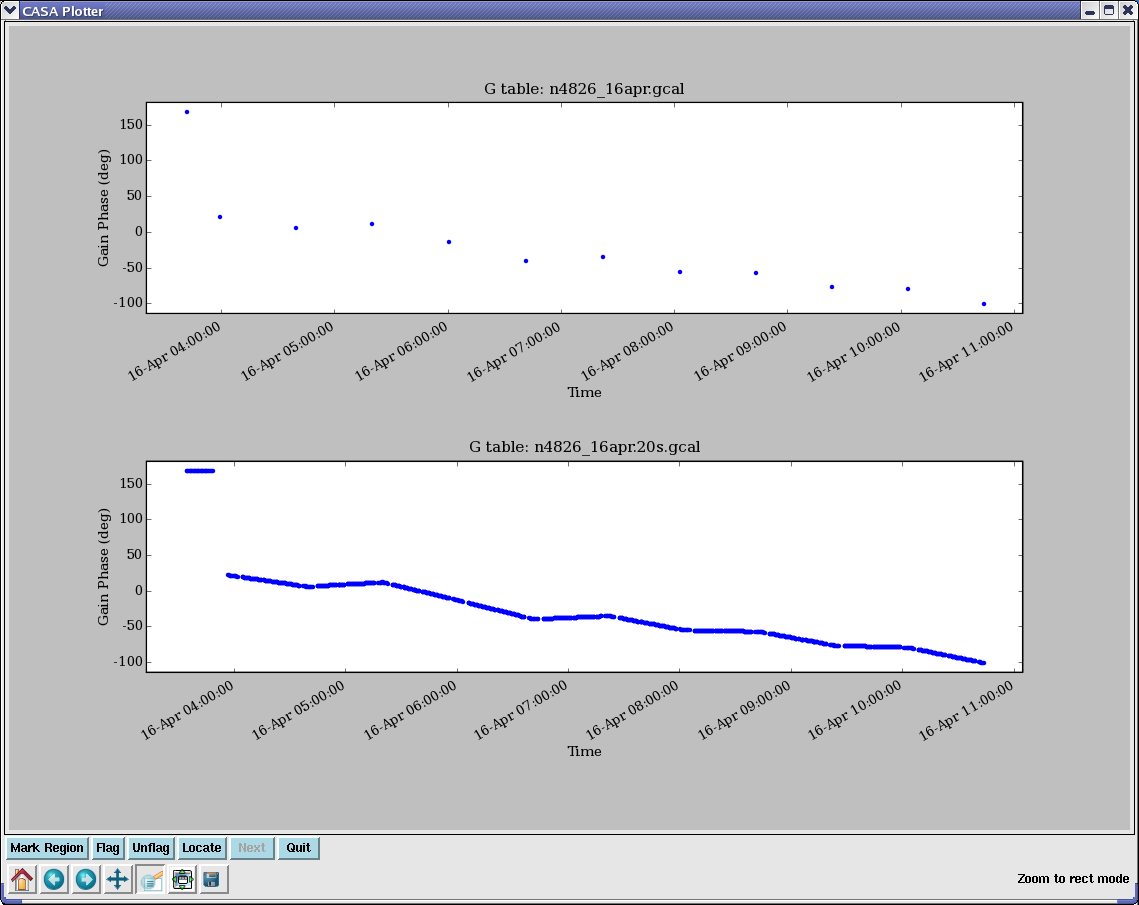 CASA Plotter
G table: n4826_16apr.gcal
Gain Phase (deg)
150
100
50
0
-50
-100
16-Apr 04:00:00
16-Apr 05:00:00
16-Apr 06:00:00
16-Apr 07:00:00
16-Apr 08:00:00
16-Apr 09:00:00
16-Apr 10:00:00
16-Apr 11:00:00
Time
G table: n4826_16apr.20s.gcal
Gain Phase (deg)
150
100
50
0
-50
-100
16-Apr 04:00:00
16-Apr 05:00:00
16-Apr 06:00:00
16-Apr 07:00:00
16-Apr 08:00:00
16-Apr 09:00:00
16-Apr 10:00:00
16-Apr 11:00:00
Time
Mark Region Flag Unflag Locate Next Quit
Zoom to rect mode